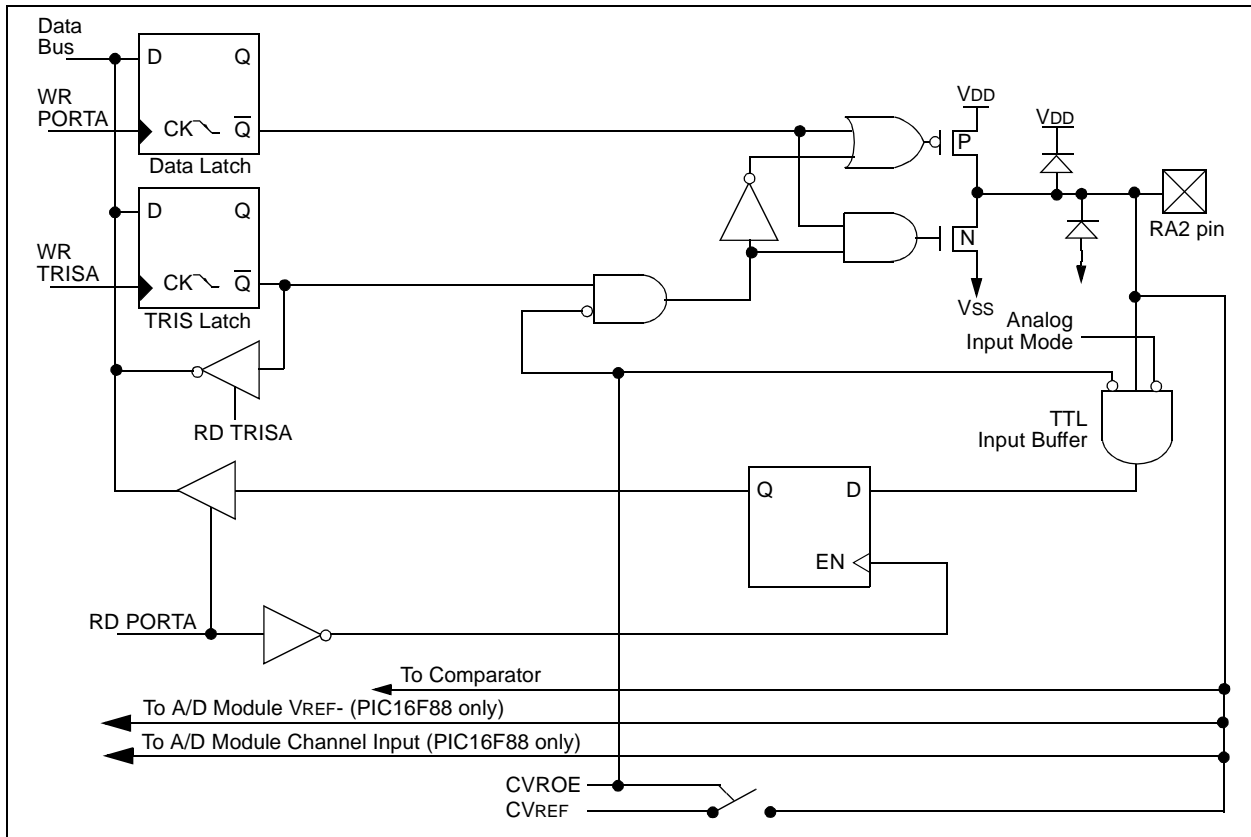 Data
Bus
D
Q
WR
PORTA
CK
Q̅
Data Latch
D
Q
WR
TRISA
CK
Q̅
TRIS Latch
RD TRISA
VDD
P
VDD
N
VSS
RA2 pin
Analog
Input Mode
TTL
Input Buffer
Q
D
EN
RD PORTA
To Comparator
To A/D Module VREF- (PIC16F88 only)
To A/D Module Channel Input (PIC16F88 only)
CVROE
CVREF